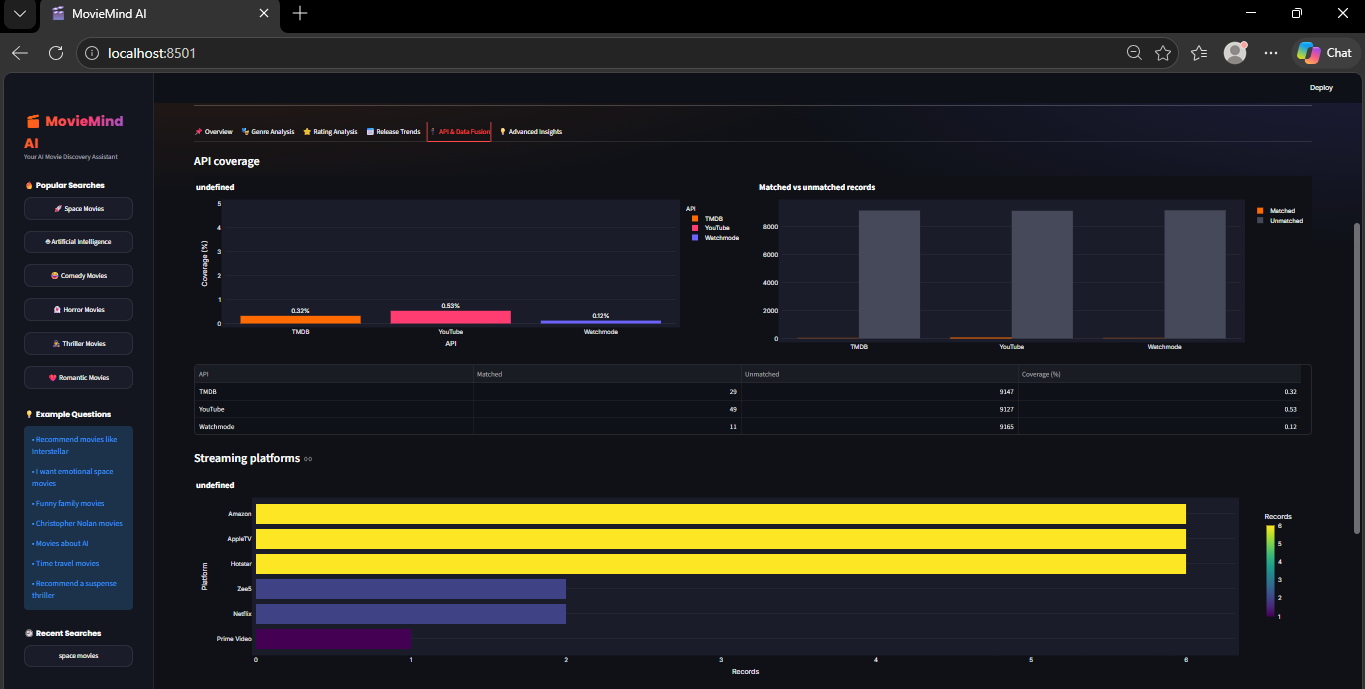 MovieMind AI
localhost:8501
Chat
Deploy
MovieMind
AI
Your AI Movie Discovery Assistant
Popular Searches
Space Movies
Artificial Intelligence
Comedy Movies
Horror Movies
Thriller Movies
Romantic Movies
Example Questions
• Recommend movies like
Interstellar
• I want emotional space
movies
• Funny family movies
• Christopher Nolan movies
• Movies about AI
• Time travel movies
• Recommend a suspense
thriller
Recent Searches
space movies
Overview Genre Analysis Rating Analysis Release Trends API & Data Fusion Advanced Insights
API coverage
undefined
Coverage (%)
5
4
3
2
1
0
0.32% 0.53% 0.12%
TMDB YouTube Watchmode
API
API
TMDB
YouTube
Watchmode
Matched vs unmatched records
8000
6000
4000
2000
0
TMDB YouTube Watchmode
Matched
Unmatched
API Matched Unmatched Coverage (%)
TMDB 29 9147 0.32
YouTube 49 9127 0.53
Watchmode 11 9165 0.12
Streaming platforms
undefined
Platform
Amazon
AppleTV
Hotstar
Zee5
Netflix
Prime Video
0 1 2 3 4 5 6
Records
Records
6
5
4
3
2
1